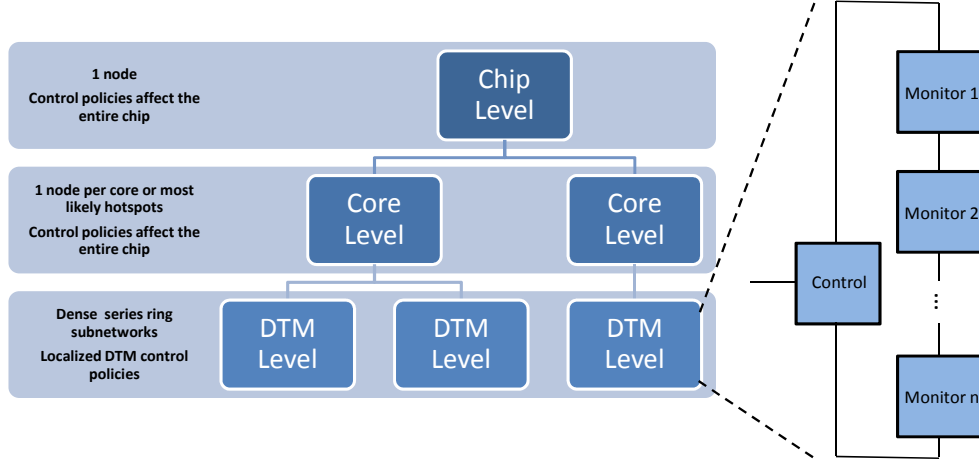 1 node
Control policies affect the
entire chip
Chip
Level
1 node per core or most
likely hotspots
Control policies affect the
entire chip
Core
Level
Core
Level
Dense series ring
subnetworks
Localized DTM control
policies
DTM
Level
DTM
Level
DTM
Level
Control
Monitor 1
Monitor 2
...
Monitor n